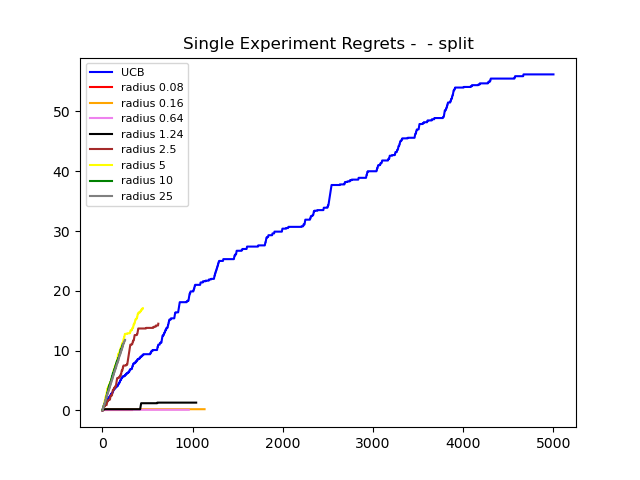 Single Experiment Regrets -  - split
UCB
radius 0.08
radius 0.16
radius 0.64
radius 1.24
radius 2.5
radius 5
radius 10
radius 25
50
40
30
20
10
0
0 1000 2000 3000 4000 5000